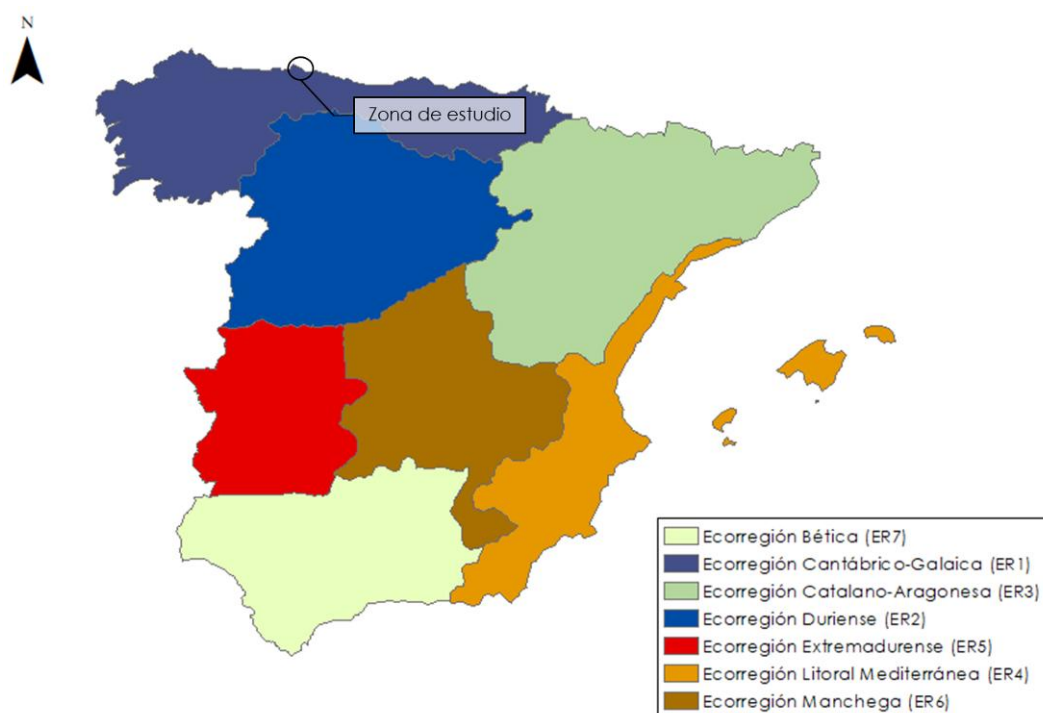 N
Zona de estudio
Ecorregión Bética (ER7)
Ecorregión Cantábrico-Galaica (ER1)
Ecorregión Catalano-Aragonesa (ER3)
Ecorregión Duriense (ER2)
Ecorregión Extremadurense (ER5)
Ecorregión Litoral Mediterránea (ER4)
Ecorregión Manchega (ER6)